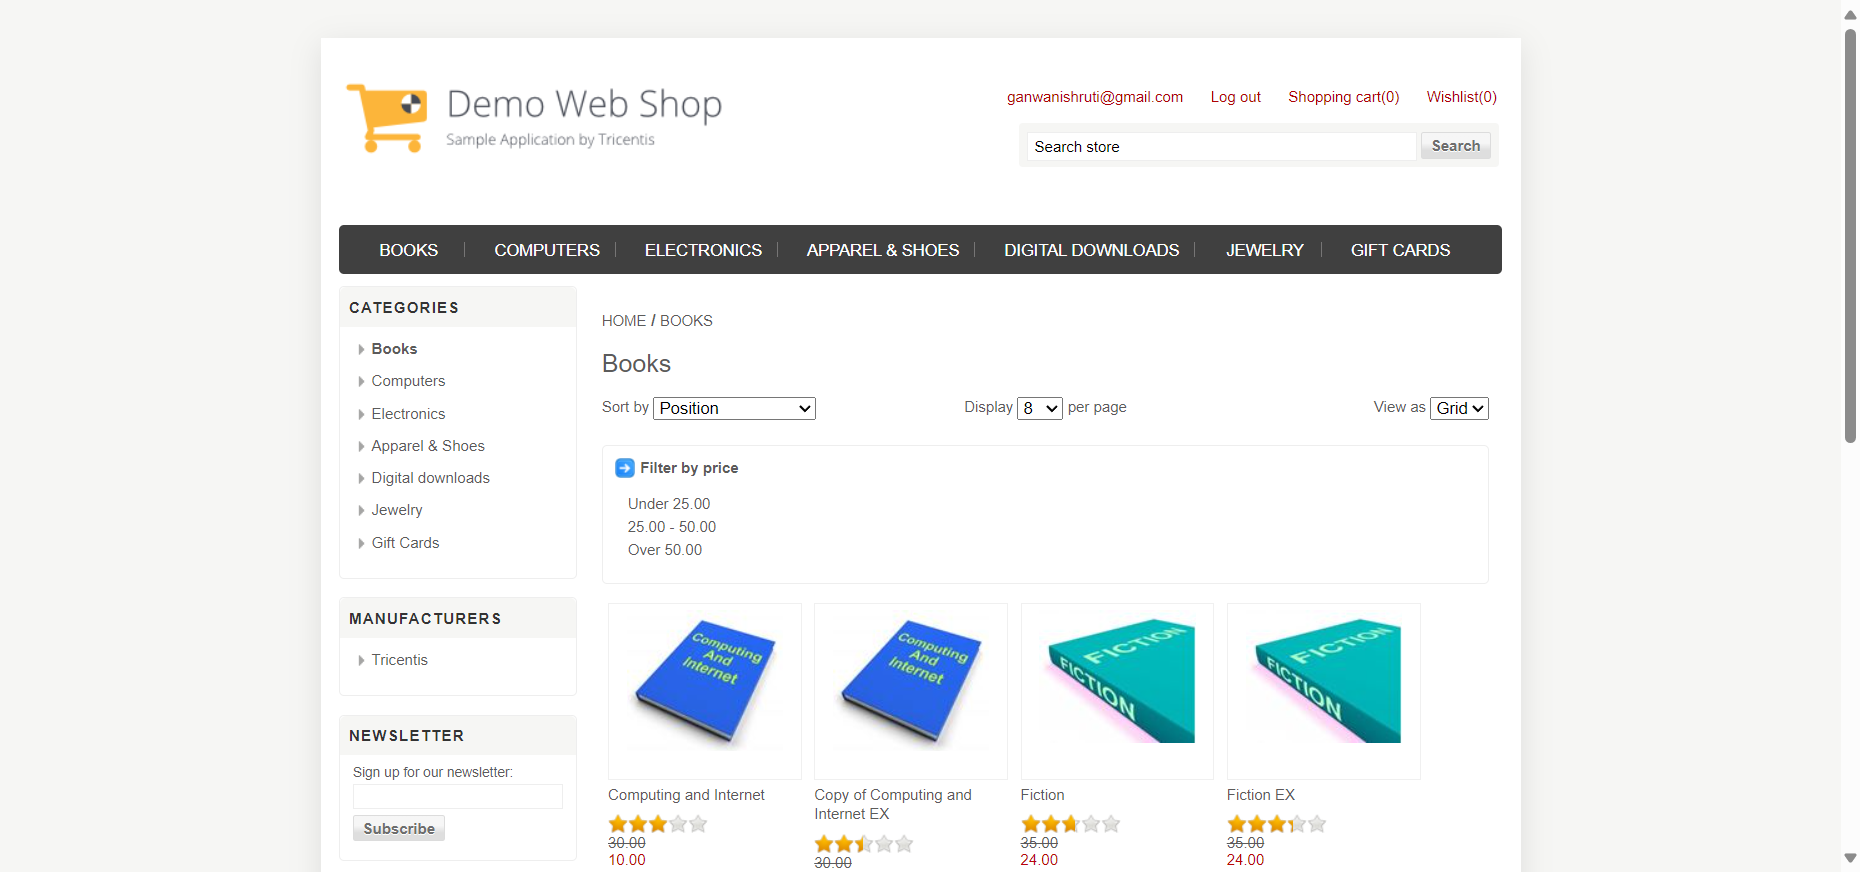 Demo Web Shop
Sample Application by Tricentis
ganwanishruti@gmail.com Log out Shopping cart(0) Wishlist(0)
Search store Search
BOOKS COMPUTERS ELECTRONICS APPAREL & SHOES DIGITAL DOWNLOADS JEWELRY GIFT CARDS
CATEGORIES
Books
Computers
Electronics
Apparel & Shoes
Digital downloads
Jewelry
Gift Cards
MANUFACTURERS
Tricentis
NEWSLETTER
Sign up for our newsletter:
Subscribe
HOME / BOOKS
Books
Sort by Position Display 8 per page View as Grid
Filter by price
Under 25.00
25.00 - 50.00
Over 50.00
Computing
And
Internet
Computing
And
Internet
FICTION
FICTION
FICTION
FICTION
Computing and Internet
30.00
10.00
Copy of Computing and
Internet EX
30.00
Fiction
35.00
24.00
Fiction EX
35.00
24.00